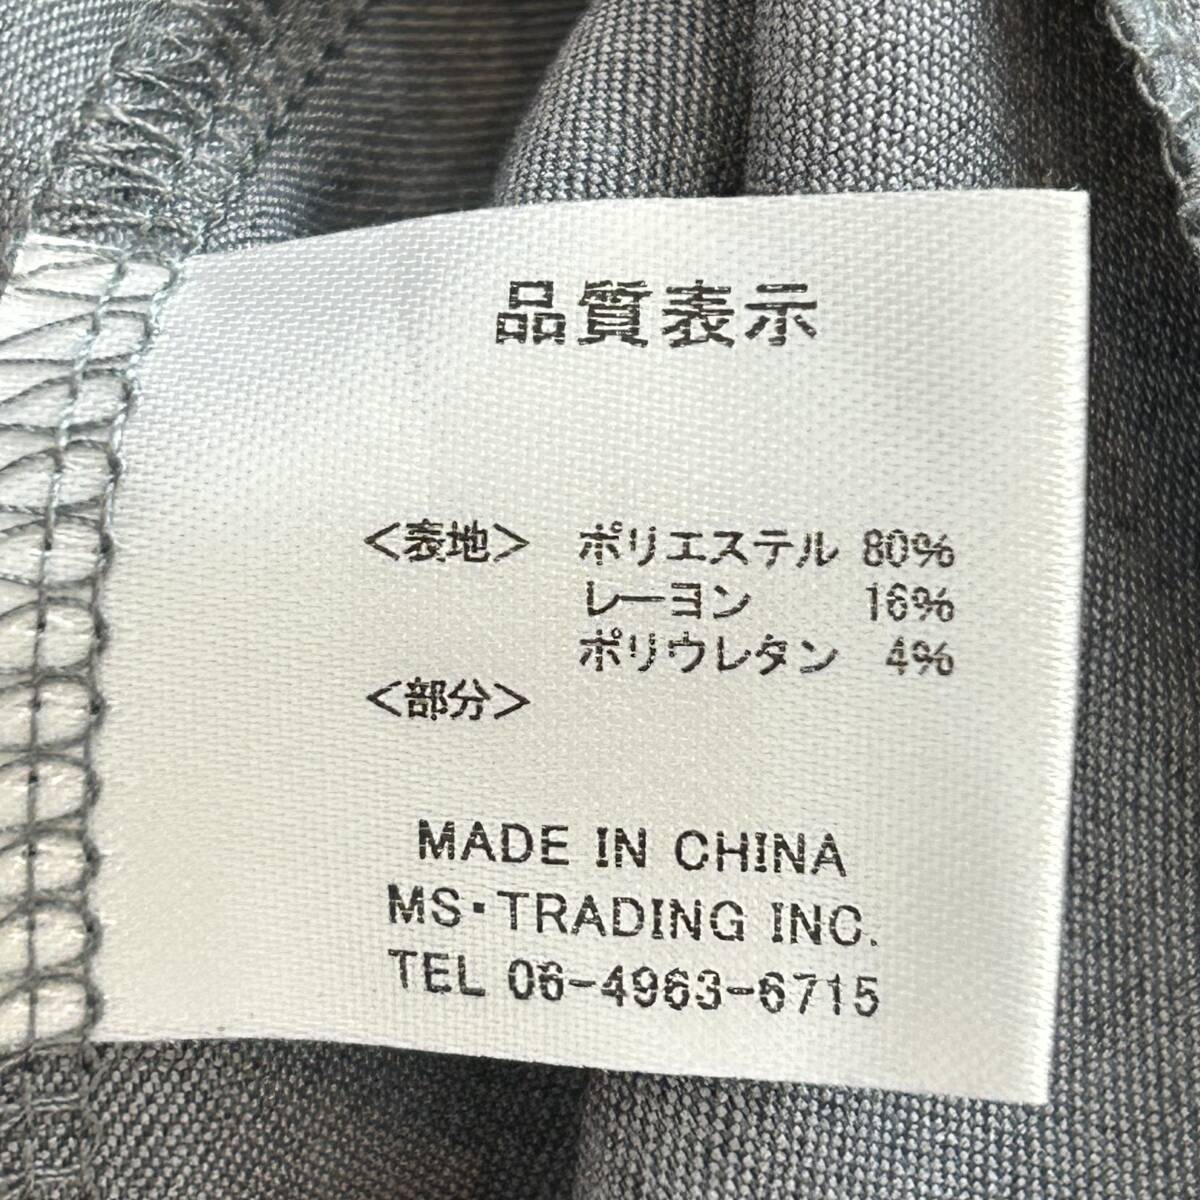 品質表示
＜表地＞ ポリエステル 80%
レーヨン 16%
ポリウレタン 4%
＜部分＞
MADE IN CHINA
MS・TRADING INC.
TEL 06-4963-6715